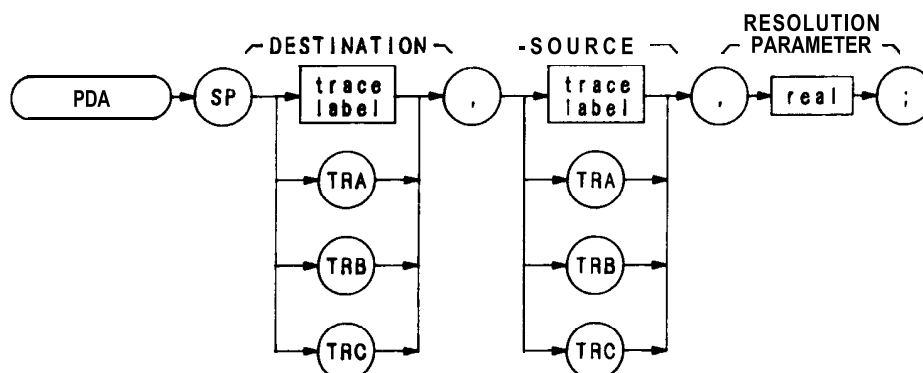 DESTINATION
SOURCE
RESOLUTION
PARAMETER
PDA SP trace label , trace label , real ;
TRA TRA
TRB TRB
TRC TRC